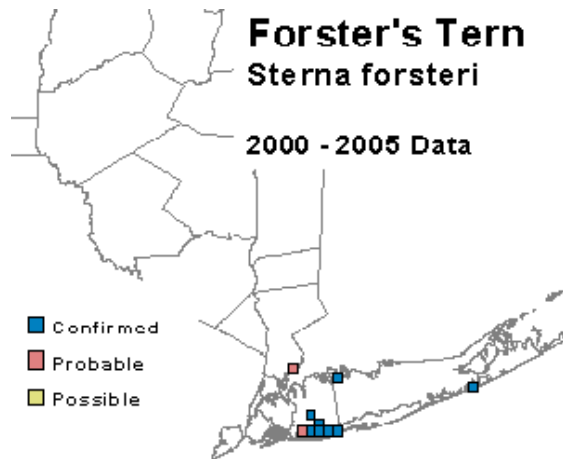 Forster's Tern
Sterna forsteri
2000 - 2005 Data
Confirmed
Probable
Possible